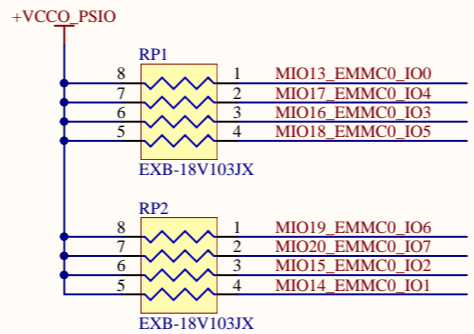 +VCCO_PSIO
RP1
8 1 MIO13_EMMC0_IO0
7 2 MIO17_EMMC0_IO4
6 3 MIO16_EMMC0_IO3
5 4 MIO18_EMMC0_IO5
EXB-18V103JX
RP2
8 1 MIO19_EMMC0_IO6
7 2 MIO20_EMMC0_IO7
6 3 MIO15_EMMC0_IO2
5 4 MIO14_EMMC0_IO1
EXB-18V103JX